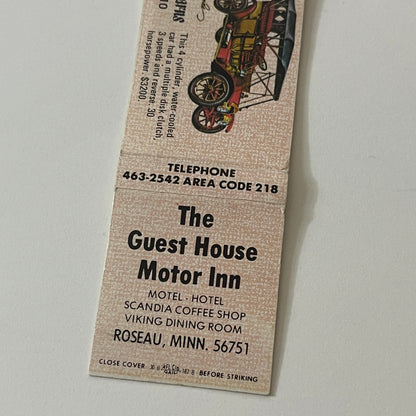 This 4 cylinder, water-cooled
car had a multiple disk clutch,
3 speeds and reverse. 30
horsepower. $3200.
TELEPHONE
463-2542 AREA CODE 218
The
Guest House
Motor Inn
MOTEL - HOTEL
SCANDIA COFFEE SHOP
VIKING DINING ROOM
ROSEAU, MINN. 56751
CLOSE COVER
BEFORE STRIKING